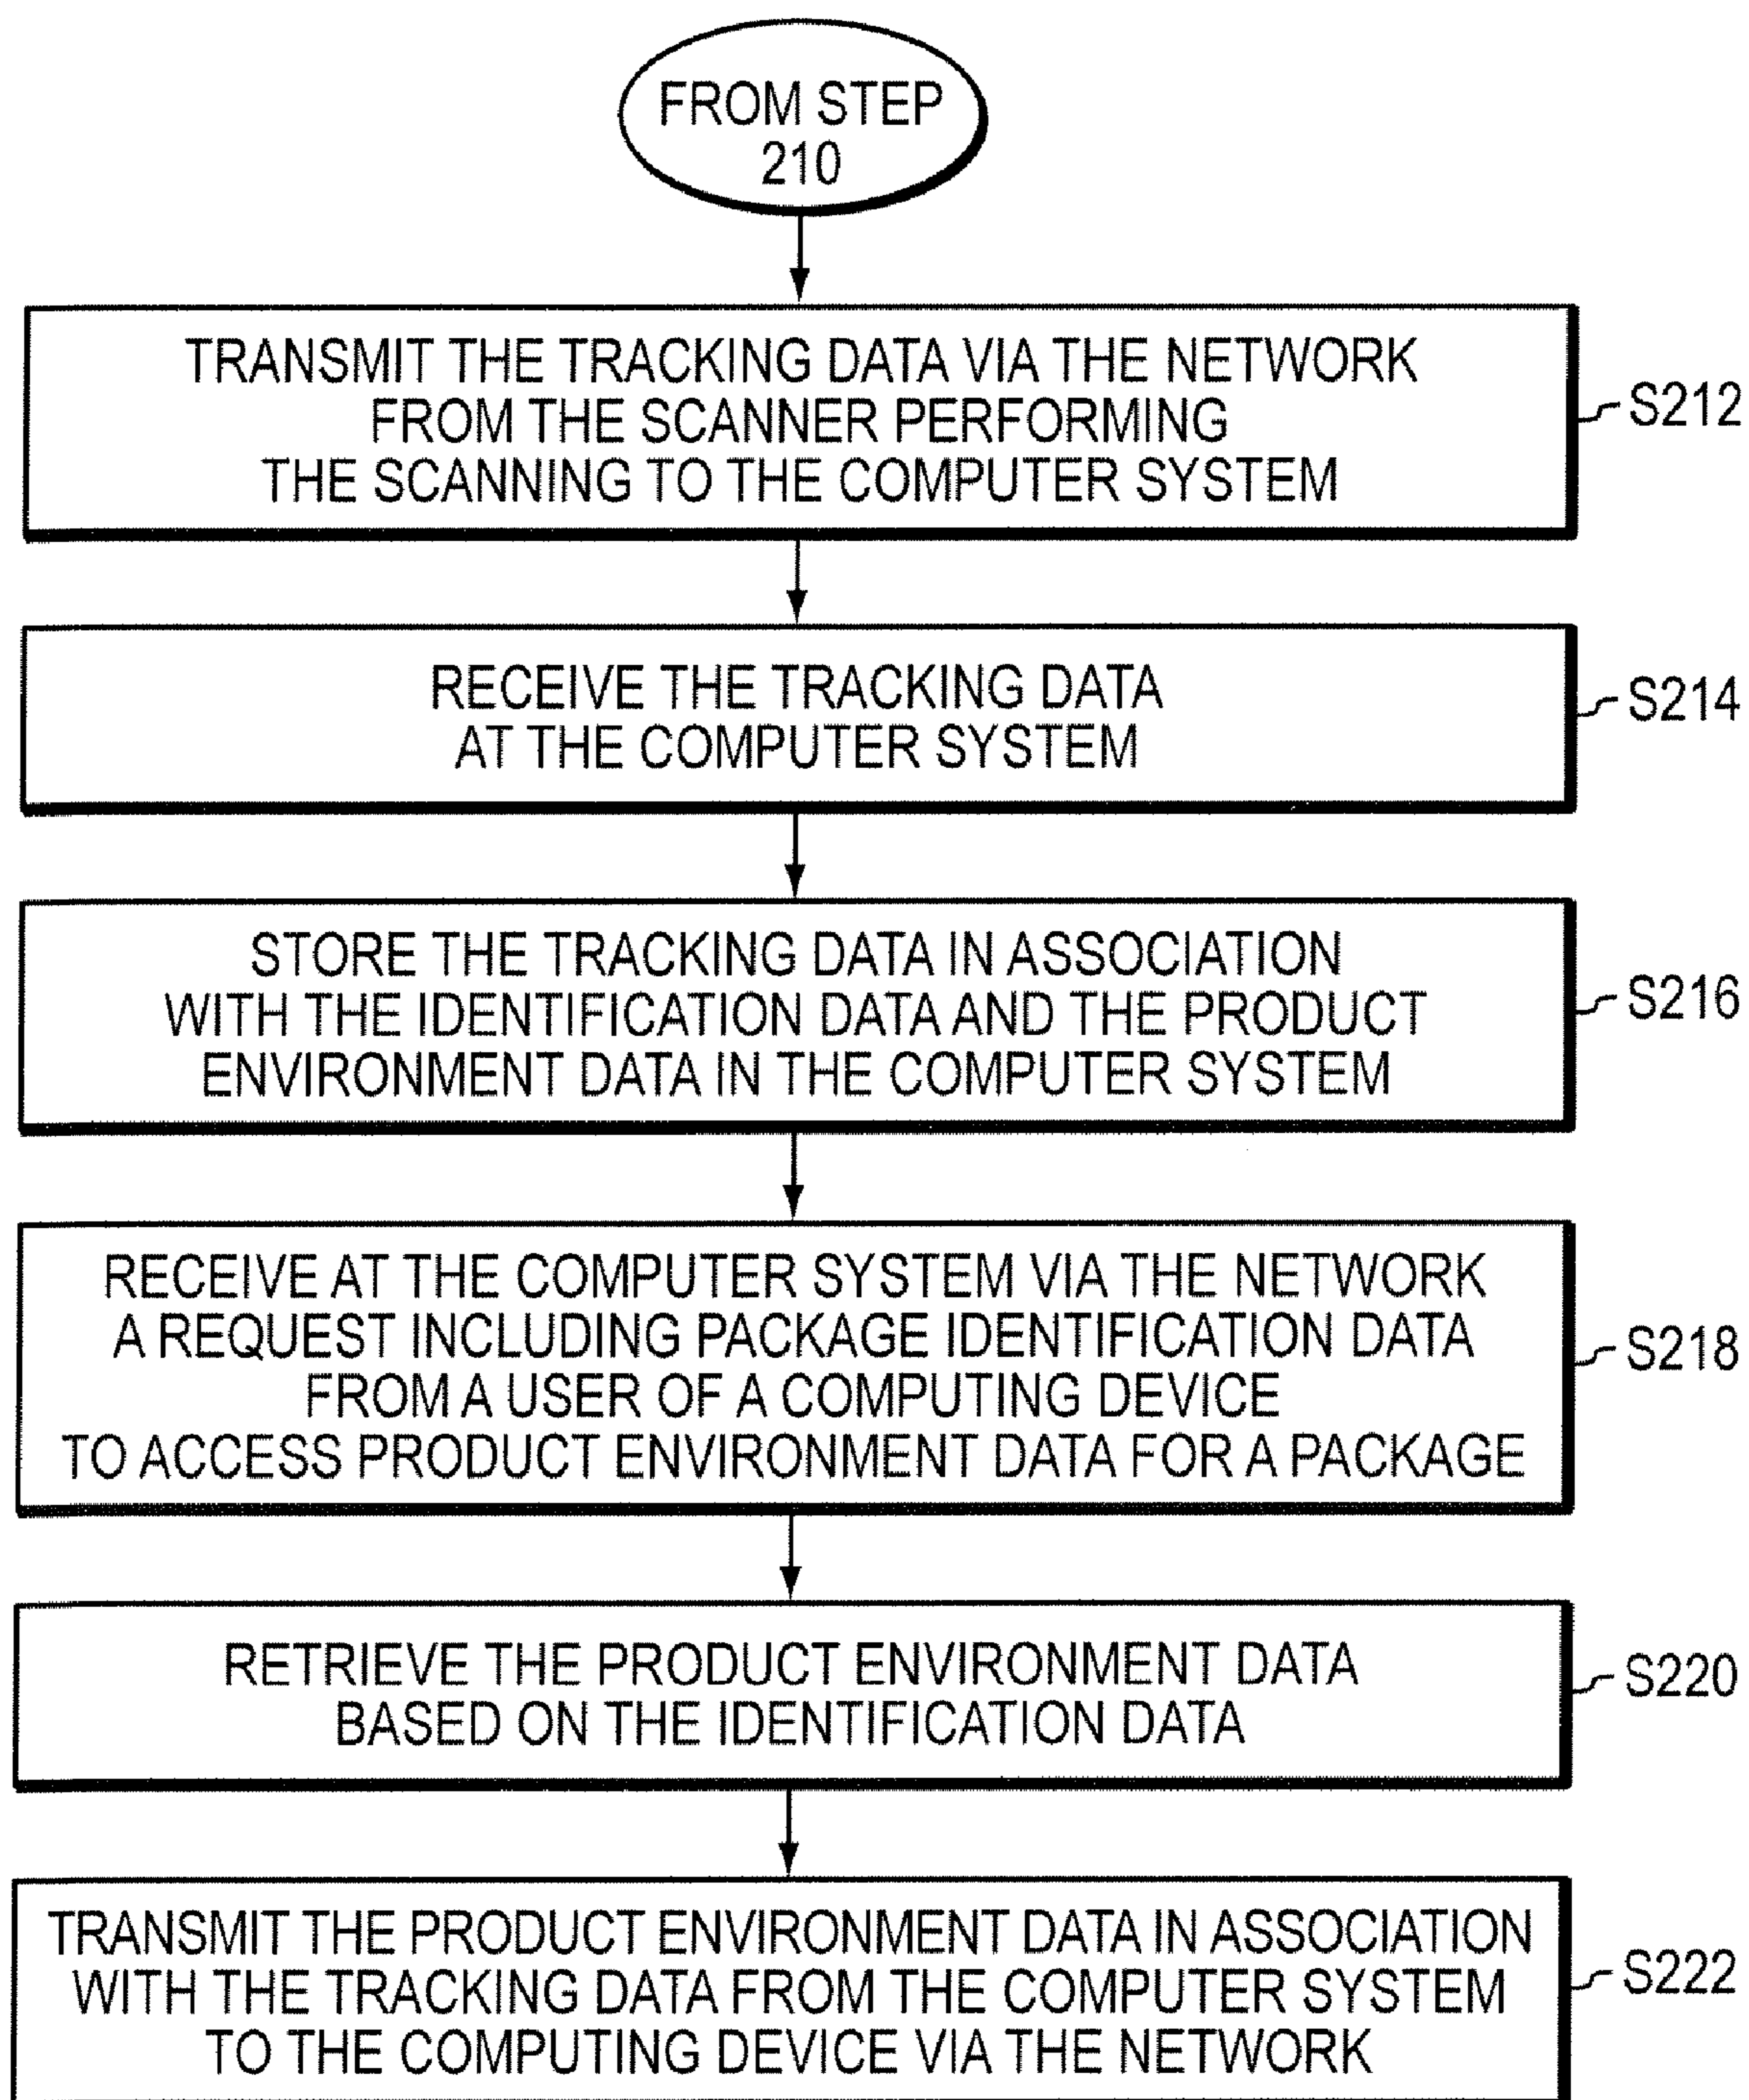 FROM STEP
210
TRANSMIT THE TRACKING DATA VIA THE NETWORK
FROM THE SCANNER PERFORMING
THE SCANNING TO THE COMPUTER SYSTEM
S212
RECEIVE THE TRACKING DATA
AT THE COMPUTER SYSTEM
S214
STORE THE TRACKING DATA IN ASSOCIATION
WITH THE IDENTIFICATION DATA AND THE PRODUCT
ENVIRONMENT DATA IN THE COMPUTER SYSTEM
S216
RECEIVE AT THE COMPUTER SYSTEM VIA THE NETWORK
A REQUEST INCLUDING PACKAGE IDENTIFICATION DATA
FROM A USER OF A COMPUTING DEVICE
TO ACCESS PRODUCT ENVIRONMENT DATA FOR A PACKAGE
S218
RETRIEVE THE PRODUCT ENVIRONMENT DATA
BASED ON THE IDENTIFICATION DATA
S220
TRANSMIT THE PRODUCT ENVIRONMENT DATA IN ASSOCIATION
WITH THE TRACKING DATA FROM THE COMPUTER SYSTEM
TO THE COMPUTING DEVICE VIA THE NETWORK
S222